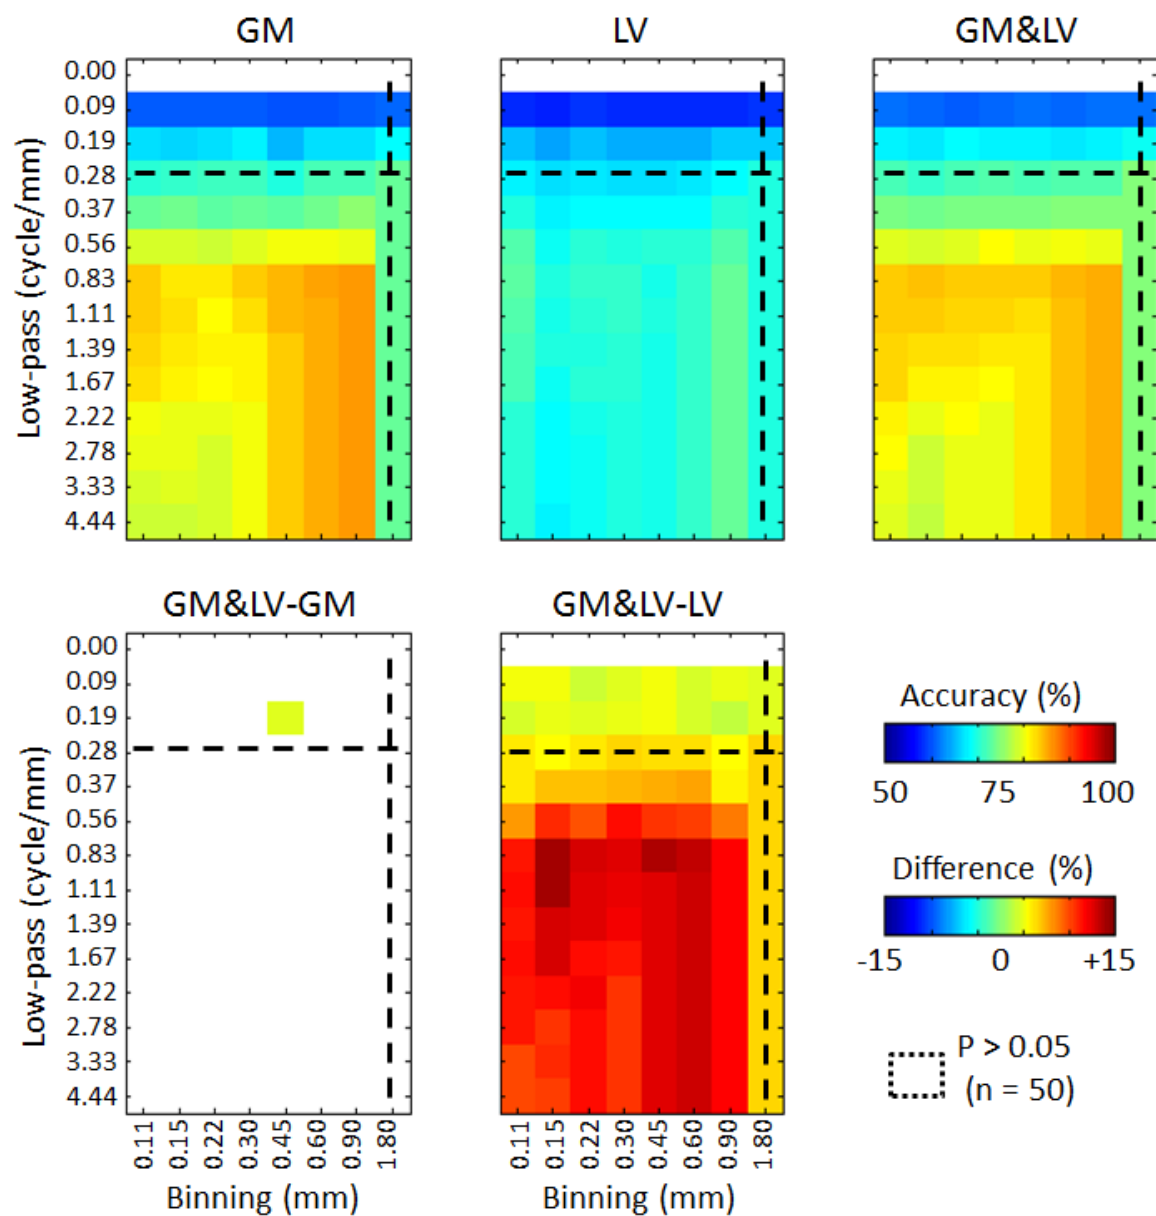 GM
LV
GM&LV
Low-pass (cycle/mm)
0.00
0.09
0.19
0.28
0.37
0.56
0.83
1.11
1.39
1.67
2.22
2.78
3.33
4.44
GM&LV-GM
GM&LV-LV
Low-pass (cycle/mm)
0.00
0.09
0.19
0.28
0.37
0.56
0.83
1.11
1.39
1.67
2.22
2.78
3.33
4.44
0.11 0.15 0.22 0.30 0.45 0.60 0.90 1.80
Binning (mm)
0.11 0.15 0.22 0.30 0.45 0.60 0.90 1.80
Binning (mm)
Accuracy (%)
50 75 100
Difference (%)
-15 0 +15
P > 0.05
(n = 50)